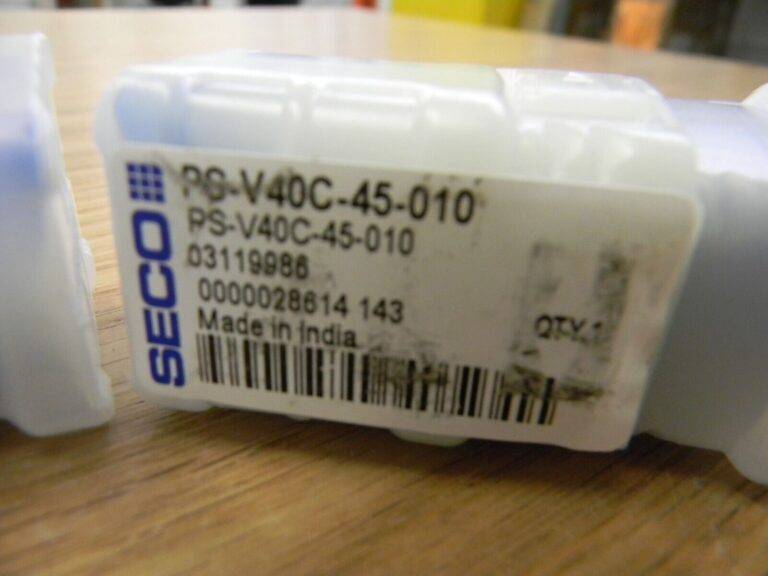 SECO
PS-V40C-45-010
PS-V40C-45-010
03119986
0000028614 143
Made in India
QTY 1